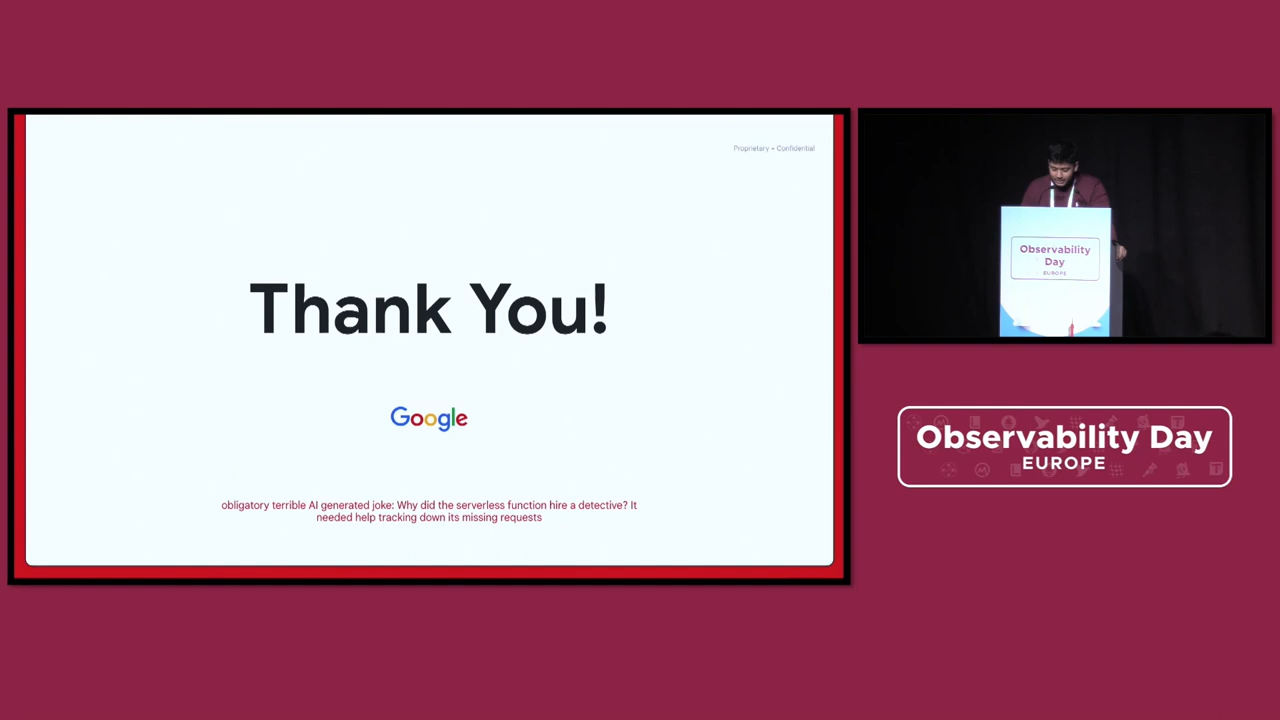 Proprietary + Confidential
Thank You!
Google
obligatory terrible AI generated joke: Why did the serverless function hire a detective? It
needed help tracking down its missing requests
Observability
Day
EUROPE
Observability Day
EUROPE